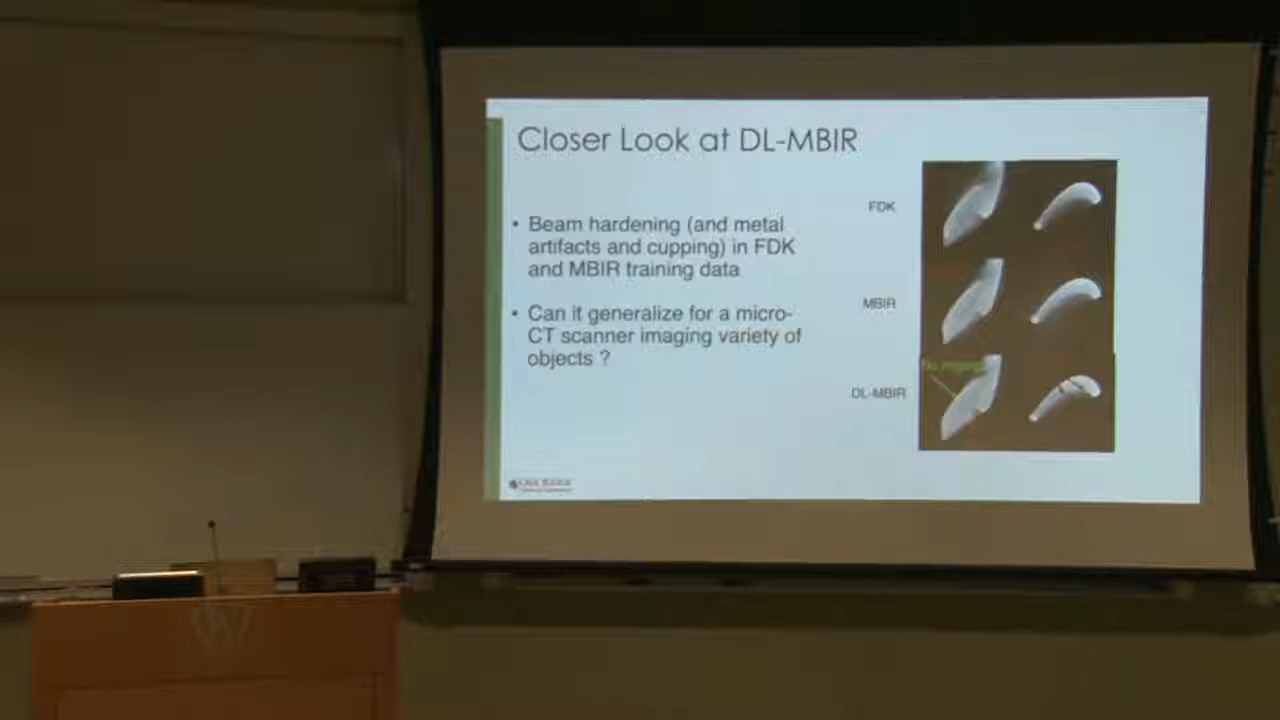 Closer Look at DL-MBIR
• Beam hardening (and metal
artifacts and cupping) in FDK
and MBIR training data
• Can it generalize for a micro-
CT scanner imaging variety of
objects ?
FDK
MBIR
DL-MBIR
W